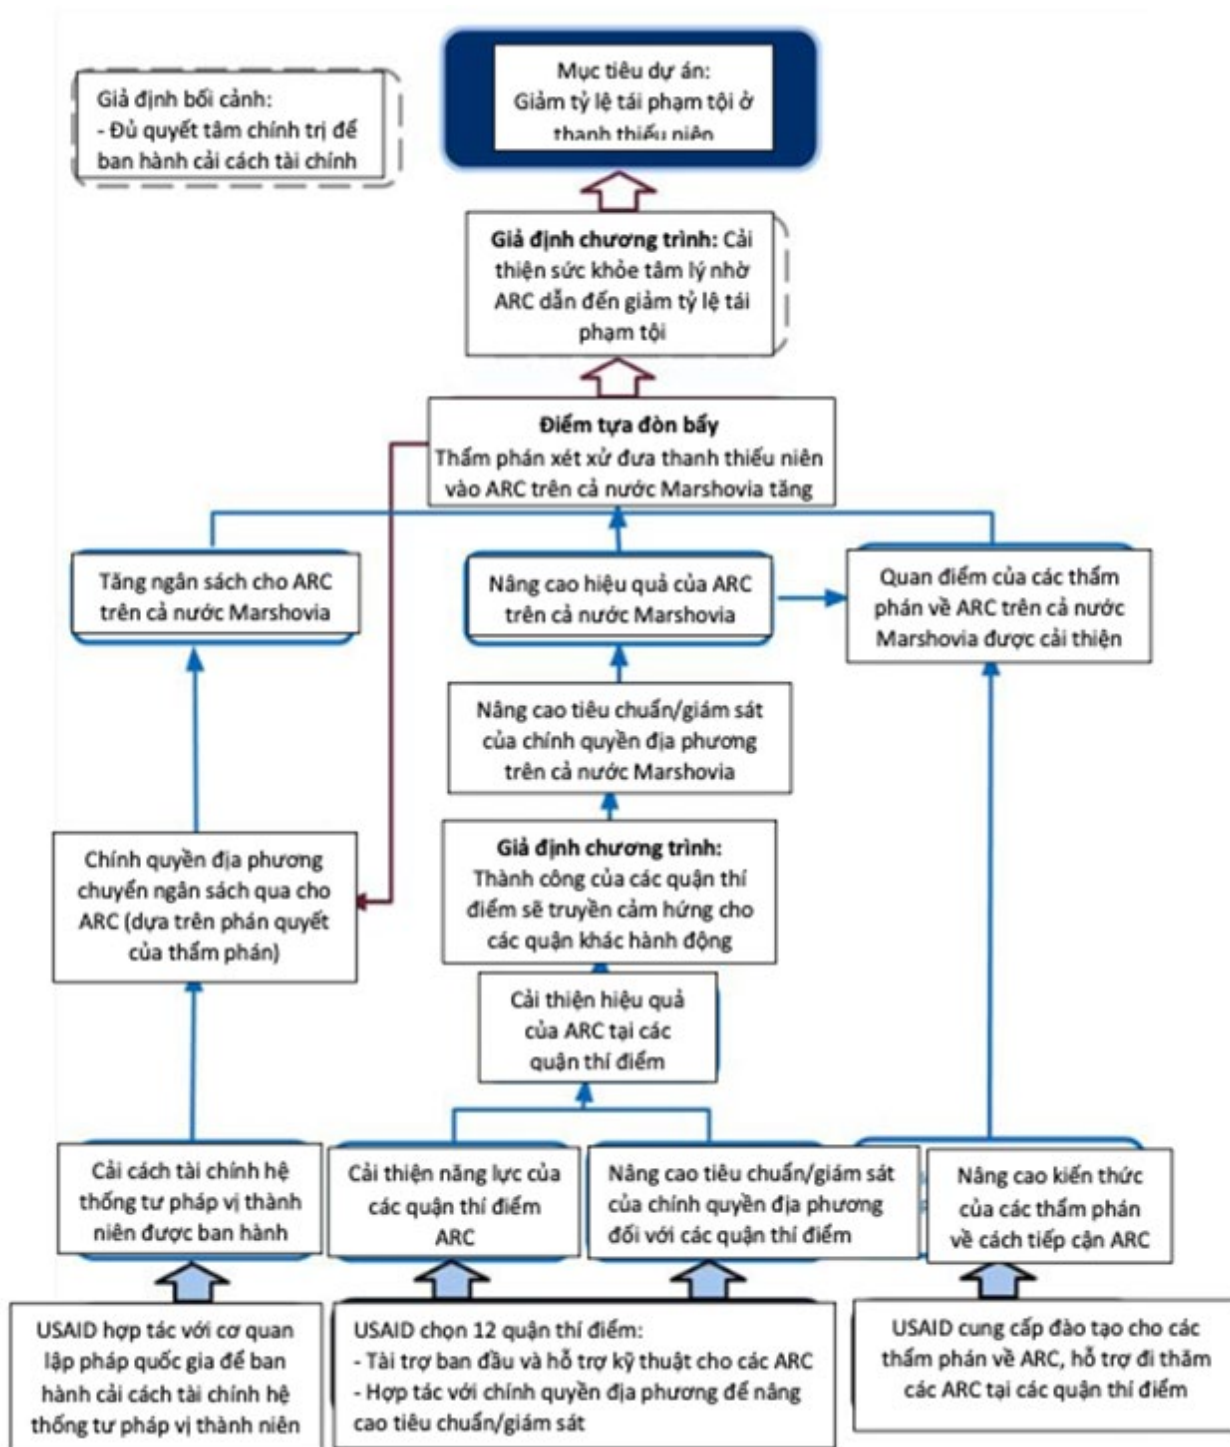 Mục tiêu dự án:
Giảm tỷ lệ tái phạm tội ở
thanh thiếu niên
Giả định bối cảnh:
- Đủ quyết tâm chính trị để
ban hành cải cách tài chính
Giả định chương trình: Cải
thiện sức khỏe tâm lý nhờ
ARC dẫn đến giảm tỷ lệ tái
phạm tội
Điểm tựa đòn bẩy
Thẩm phán xét xử đưa thanh thiếu niên
vào ARC trên cả nước Marshovia tăng
Tăng ngân sách cho ARC
trên cả nước Marshovia
Nâng cao hiệu quả của ARC
trên cả nước Marshovia
Quan điểm của các thẩm
phán về ARC trên cả nước
Marshovia được cải thiện
Nâng cao tiêu chuẩn/giám sát
của chính quyền địa phương
trên cả nước Marshovia
Chính quyền địa phương
chuyển ngân sách qua cho
ARC (dựa trên phán quyết
của thẩm phán)
Giả định chương trình:
Thành công của các quận thí
điểm sẽ truyền cảm hứng cho
các quận khác hành động
Cải thiện hiệu quả
của ARC tại các
quận thí điểm
Cải cách tài chính hệ
thống tư pháp vị thành
niên được ban hành
Cải thiện năng lực của
các quận thí điểm
ARC
Nâng cao tiêu chuẩn/giám sát
của chính quyền địa phương
đối với các quận thí điểm
Nâng cao kiến thức
của các thẩm phán
về cách tiếp cận ARC
USAID hợp tác với cơ quan
lập pháp quốc gia để ban
hành cải cách tài chính hệ
thống tư pháp vị thành niên
USAID chọn 12 quận thí điểm:
- Tài trợ ban đầu và hỗ trợ kỹ thuật cho các ARC
- Hợp tác với chính quyền địa phương để nâng
cao tiêu chuẩn/giám sát
USAID cung cấp đào tạo cho các
thẩm phán về ARC, hỗ trợ đi thăm
các ARC tại các quận thí điểm